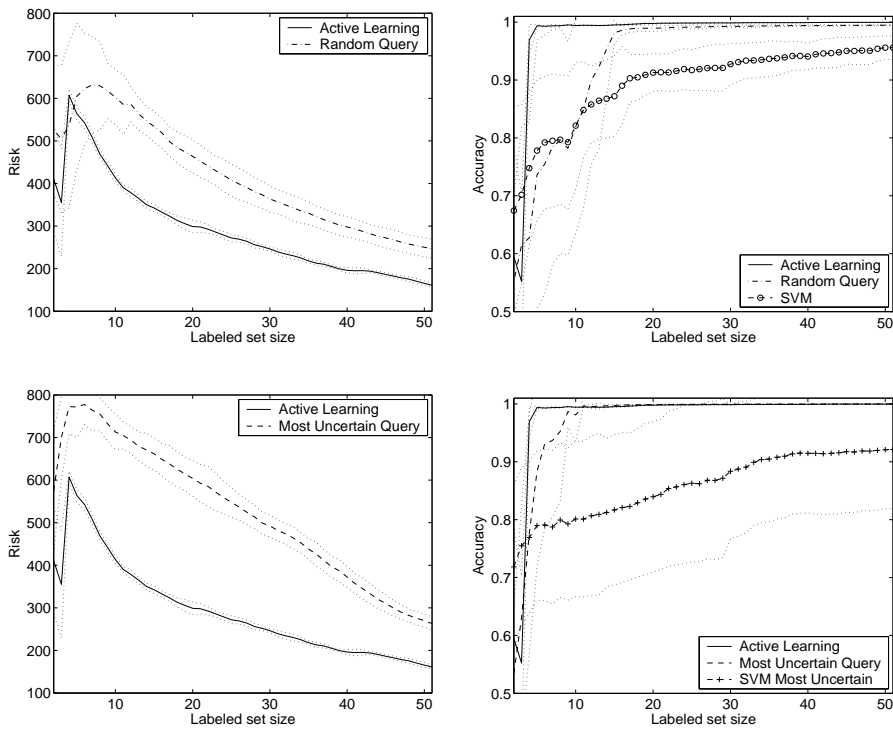 800
700
600
500
400
300
200
100
10
20
30
40
50
Risk
Labeled set size
Active Learning
Random Query
1
0.9
0.8
0.7
0.6
0.5
10
20
30
40
50
Accuracy
Labeled set size
Active Learning
Random Query
SVM
800
700
600
500
400
300
200
100
10
20
30
40
50
Risk
Labeled set size
Active Learning
Most Uncertain Query
1
0.9
0.8
0.7
0.6
0.5
10
20
30
40
50
Accuracy
Labeled set size
Active Learning
Most Uncertain Query
SVM Most Uncertain